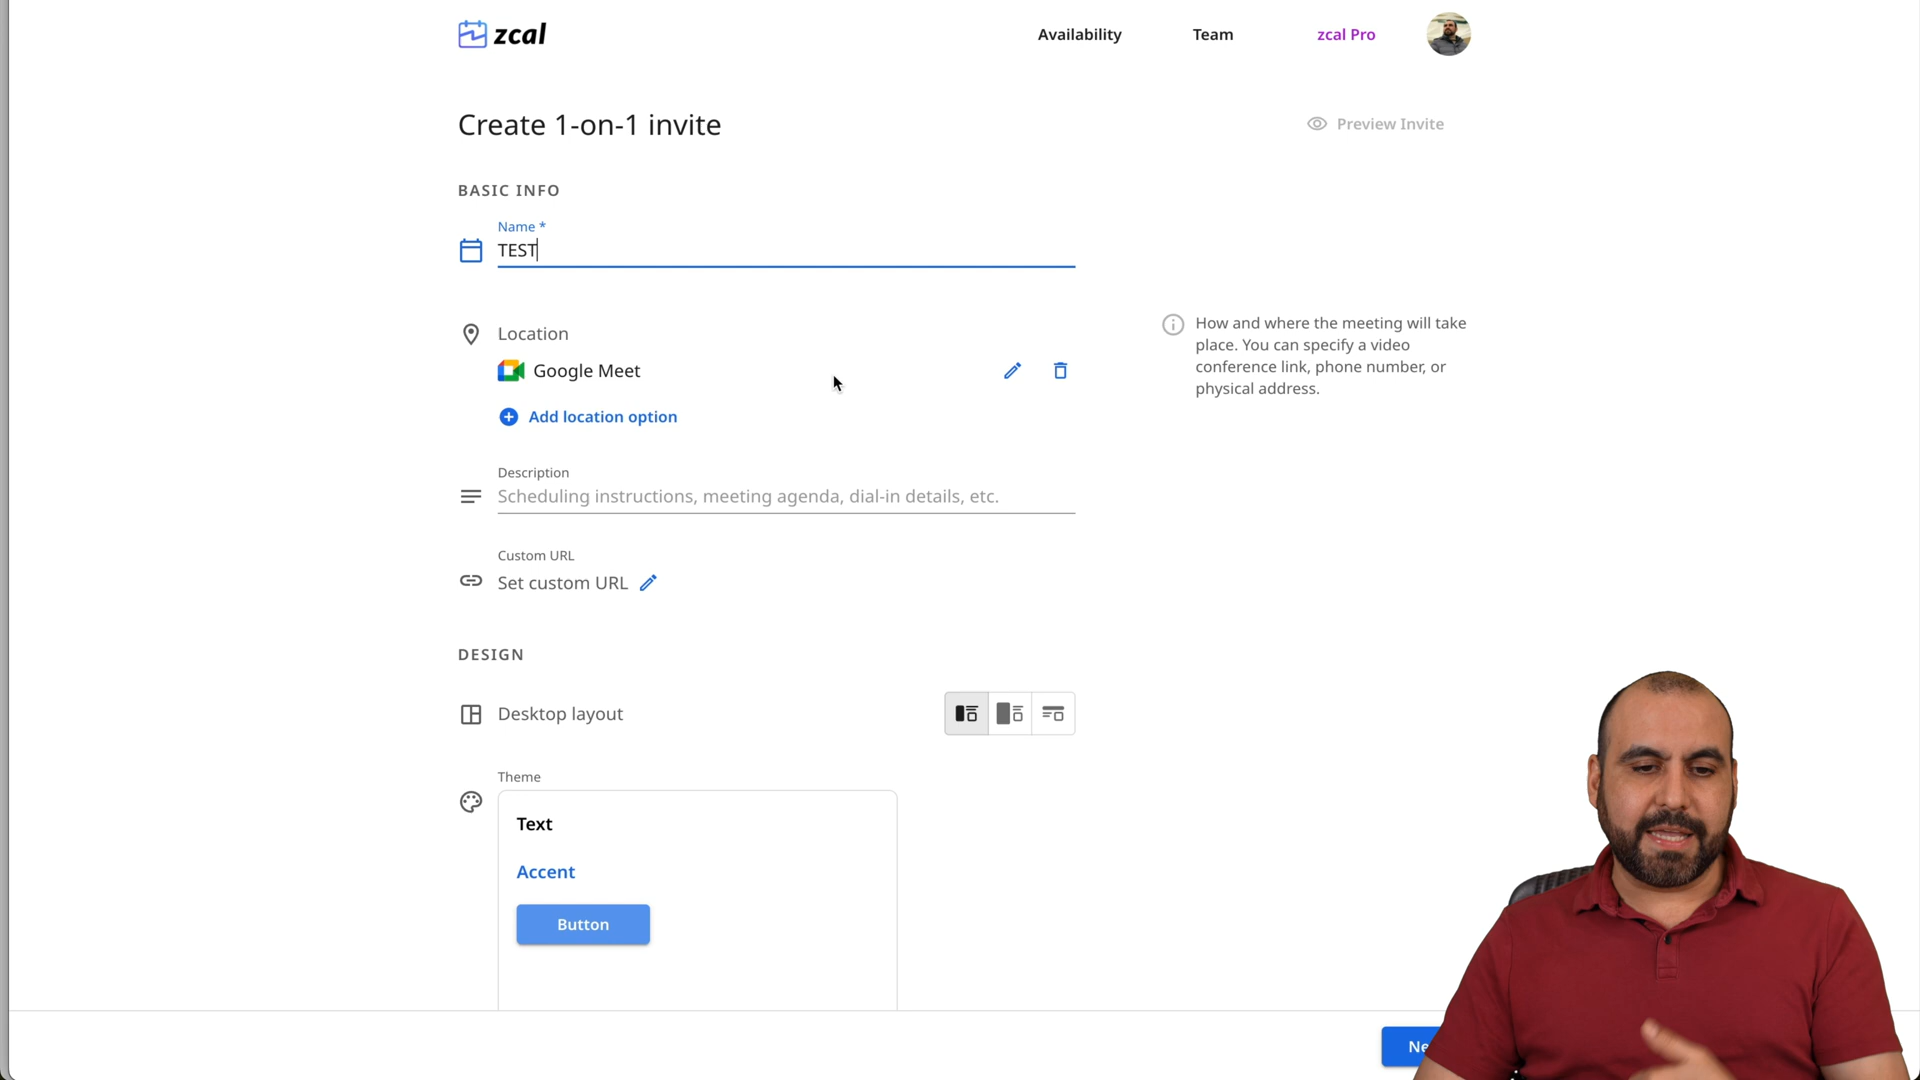 zcal
Availability
Team
zcal Pro
Create 1-on-1 invite
Preview Invite
BASIC INFO
Name *
TEST
Location
Google Meet
Add location option
How and where the meeting will take
place. You can specify a video
conference link, phone number, or
physical address.
Description
Scheduling instructions, meeting agenda, dial-in details, etc.
Custom URL
Set custom URL
DESIGN
Desktop layout
Theme
Text
Accent
Button